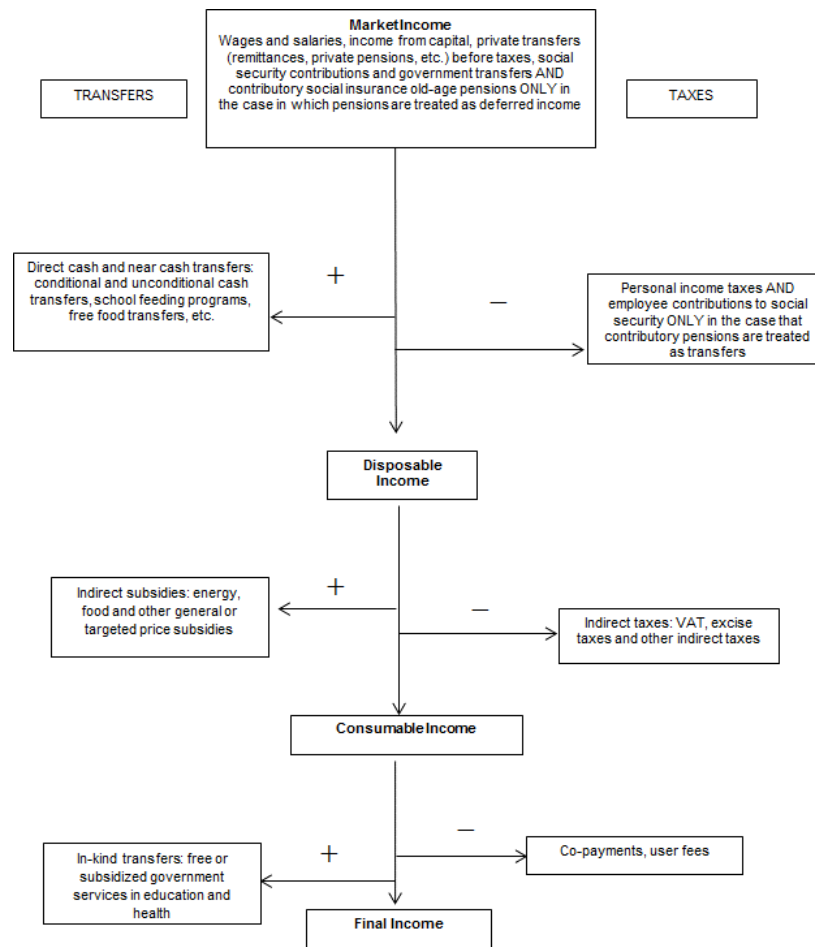 Market Income
Wages and salaries, income from capital, private transfers
(remittances, private pensions, etc.) before taxes, social
security contributions and government transfers AND
contributory social insurance old-age pensions ONLY in
the case in which pensions are treated as deferred income
TRANSFERS
TAXES
+
Direct cash and near cash transfers:
conditional and unconditional cash
transfers, school feeding programs,
free food transfers, etc.
−
Personal income taxes AND
employee contributions to social
security ONLY in the case that
contributory pensions are treated
as transfers
Disposable
Income
+
Indirect subsidies: energy,
food and other general or
targeted price subsidies
−
Indirect taxes: VAT, excise
taxes and other indirect taxes
Consumable Income
−
Co-payments, user fees
+
In-kind transfers: free or
subsidized government
services in education and
health
Final Income